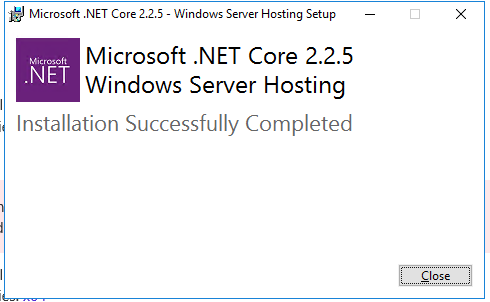 Microsoft .NET Core 2.2.5 - Windows Server Hosting Setup
Microsoft
.NET
Microsoft .NET Core 2.2.5
Windows Server Hosting
Installation Successfully Completed
Close